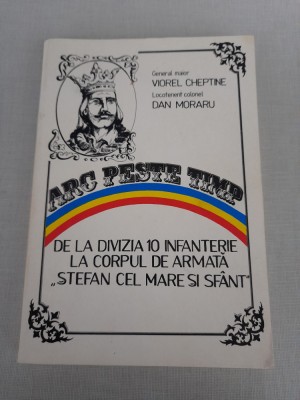 General maior
VIOREL CHEPTINE
Locotenent colonel
DAN MORARU
ARC PESTE TIMP
DE LA DIVIZIA 10 INFANTERIE
LA CORPUL DE ARMATĂ
„ȘTEFAN CEL MARE SI SFÂNT”